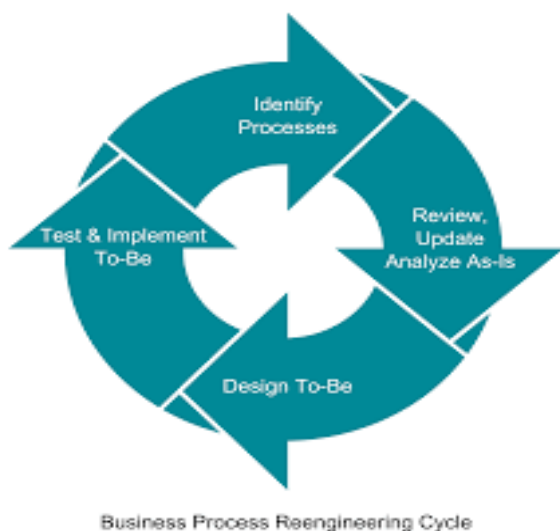 Identify
Processes
Review,
Update
Analyze As-Is
Design To-Be
Test & Implement
To-Be
Business Process Reengineering Cycle